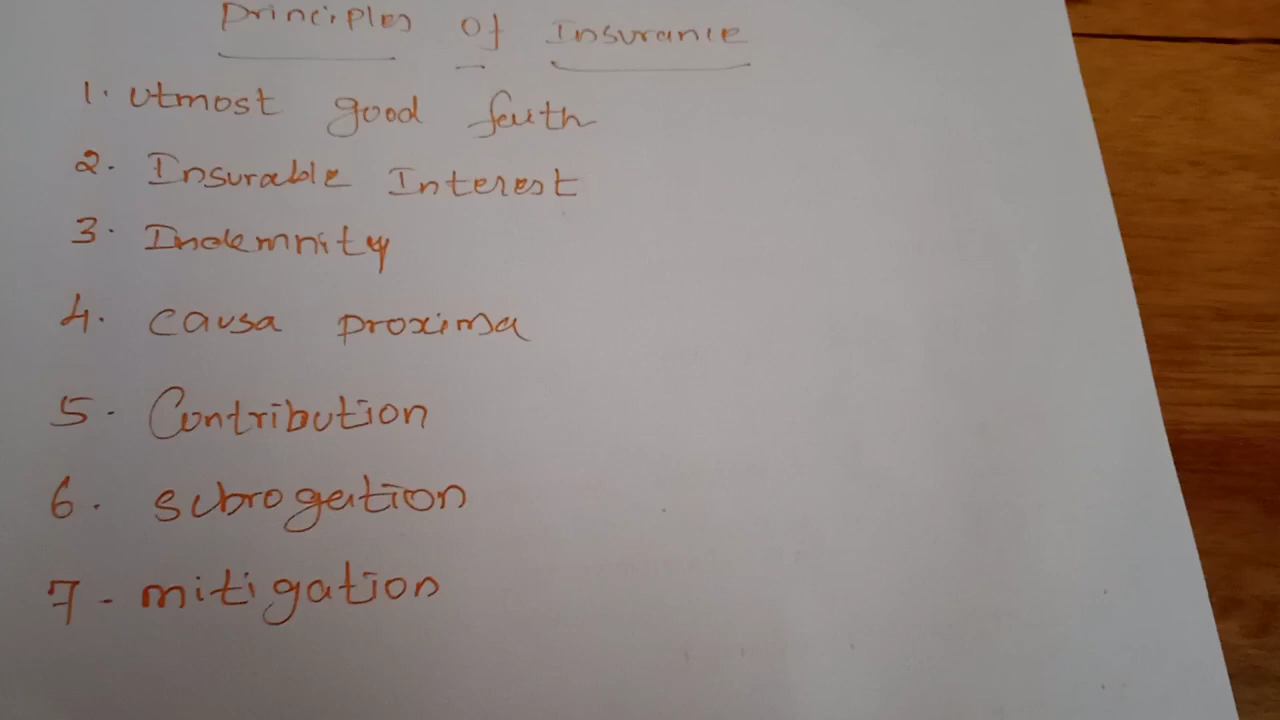 Principles of Insurance
1. Utmost good faith
2. Insurable Interest
3. Indemnity
4. causa proxima
5. Contribution
6. subrogation
7 - mitigation